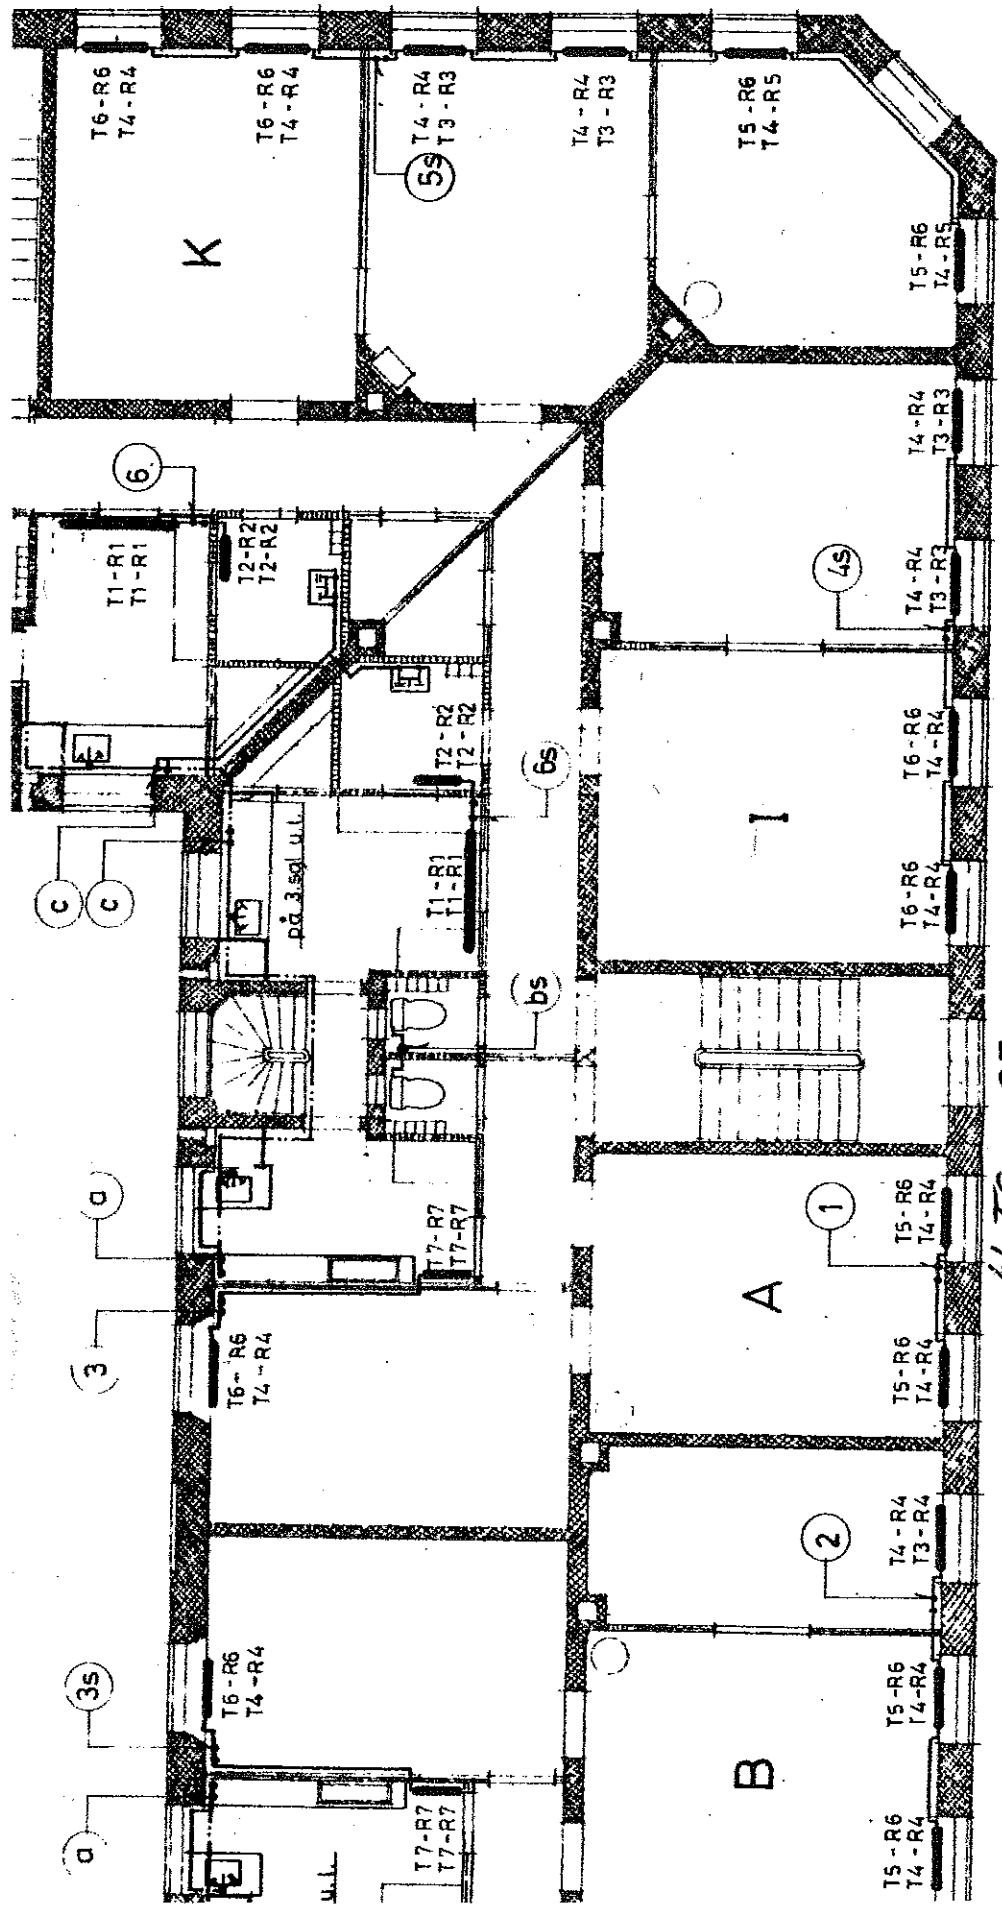 T6-R6
T4-R4
T6-R6
T4-R4
T4-R4
T3-R3
T4-R4
T3-R3
T5-R6
T4-R5
5s
K
T5-R6
T4-R5
6
T1-R1
T1-R1
T2-R2
T2-R2
T4-R4
T3-R3
4s
T4-R4
T3-R3
T2-R2
T2-R2
6s
T6-R6
T4-R4
I
c
c
på 3.sal u.l.
T1-R1
T1-R1
T6-R6
T4-R4
bs
a
T7-R7
T7-R7
1
T5-R6
T4-R4
3
T6-R6
T4-R4
A
T5-R6
T4-R4
2
T4-R4
T3-R4
3s
T6-R6
T4-R4
T5-R6
T4-R4
a
T7-R7
T7-R7
B
u.l.
T5-R6
T4-R4